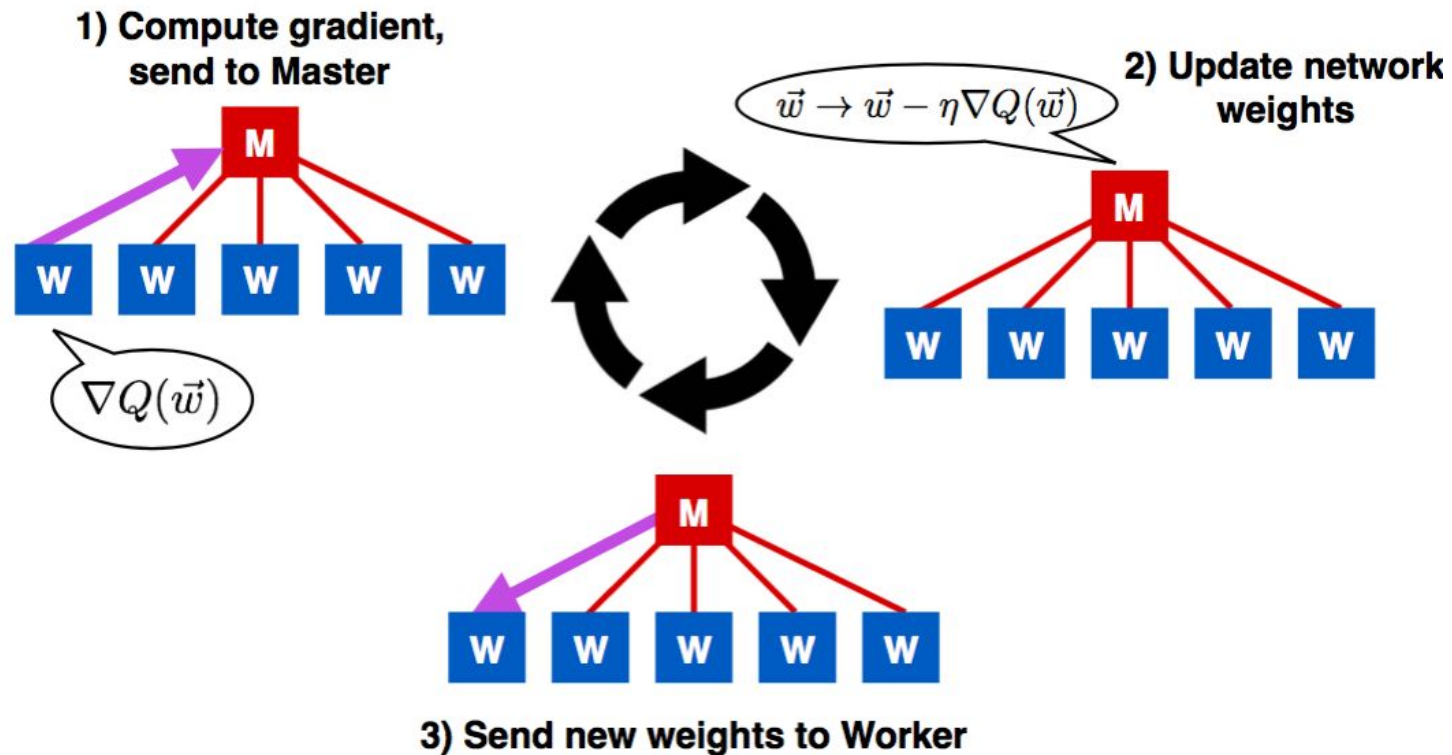 1) Compute gradient,
send to Master
M
W W W W W
∇Q(w⃗)
2) Update network
weights
w⃗ → w⃗ − η∇Q(w⃗)
M
W W W W W
M
W W W W W
3) Send new weights to Worker